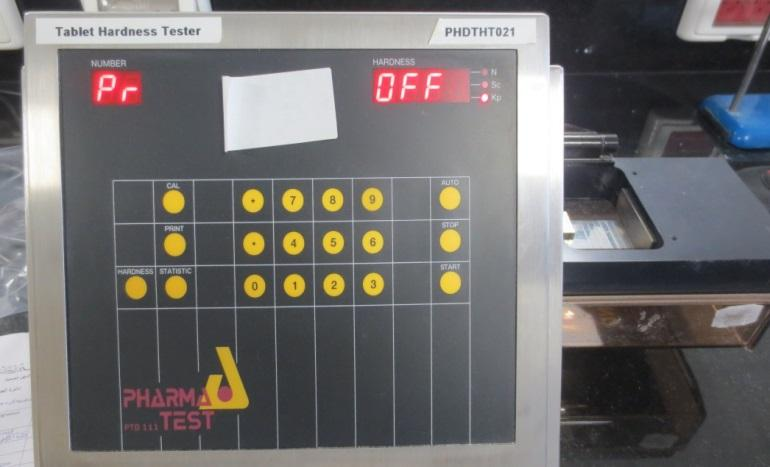 Tablet Hardness Tester PHDTHT021
NUMBER HARDNESS
Pr OFF
N
Sc
Kp
CAL 7 8 9 AUTO
PRINT 4 5 6 STOP
HARDNESS STATISTIC 0 1 2 3 START
PHARMA
TEST
PTB 111